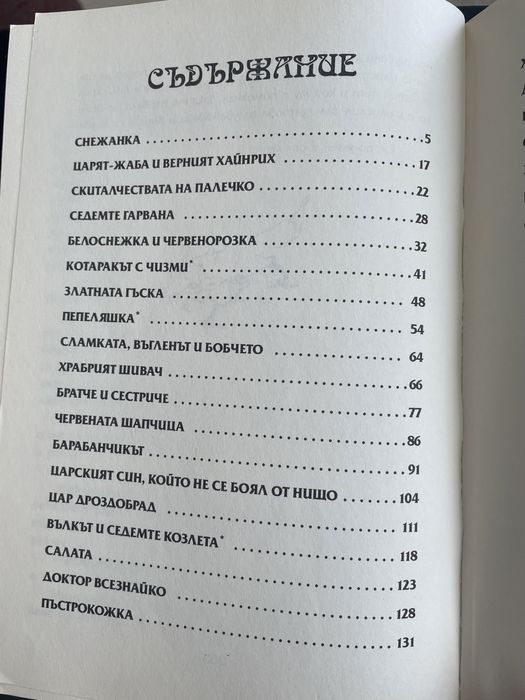 СЪДЪРЖАНИЕ
СНЕЖАНКА 5
ЦАРЯТ-ЖАБА И ВЕРНИЯТ ХАЙНРИХ 17
СКИТАЛЧЕСТВАТА НА ПАЛЕЧКО 22
СЕДЕМТЕ ГАРВАНА 28
БЕЛОСНЕЖКА И ЧЕРВЕНОРОЗКА 32
КОТАРАКЪТ С ЧИЗМИ* 41
ЗЛАТНАТА ГЪСКА 48
ПЕПЕЛЯШКА* 54
СЛАМКАТА, ВЪГЛЕНЪТ И БОБЧЕТО 64
ХРАБРИЯТ ШИВАЧ 66
БРАТЧЕ И СЕСТРИЧЕ 77
ЧЕРВЕНАТА ШАПЧИЦА 86
БАРАБАНЧИКЪТ 91
ЦАРСКИЯТ СИН, КОЙТО НЕ СЕ БОЯЛ ОТ НИЩО 104
ЦАР ДРОЗДОБРАД 111
ВЪЛКЪТ И СЕДЕМТЕ КОЗЛЕТА* 118
САЛАТА 123
ДОКТОР ВСЕЗНАЙКО 128
ПЪСТРОКОЖКА 131